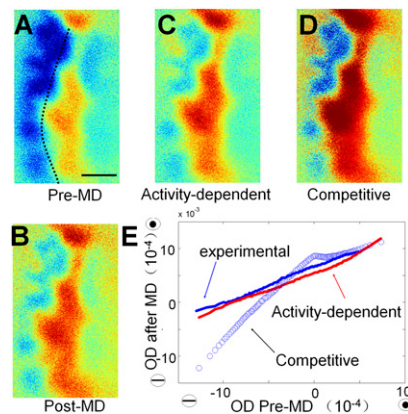 A
C
D
Pre-MD
Activity-dependent
Competitive
B
E
x 10⁻³
10
0
-10
OD after MD (10⁻⁴)
experimental
Activity-dependent
Competitive
-10
0
10
OD Pre-MD (10⁻⁴)
Post-MD